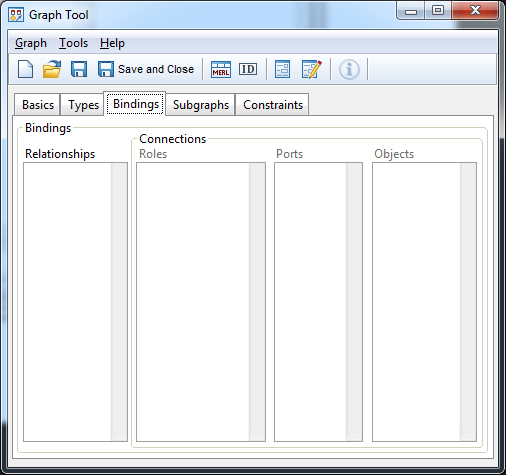 Graph Tool
Graph Tools Help
Save and Close MERL ID
Basics Types Bindings Subgraphs Constraints
Bindings
Connections
Relationships Roles Ports Objects